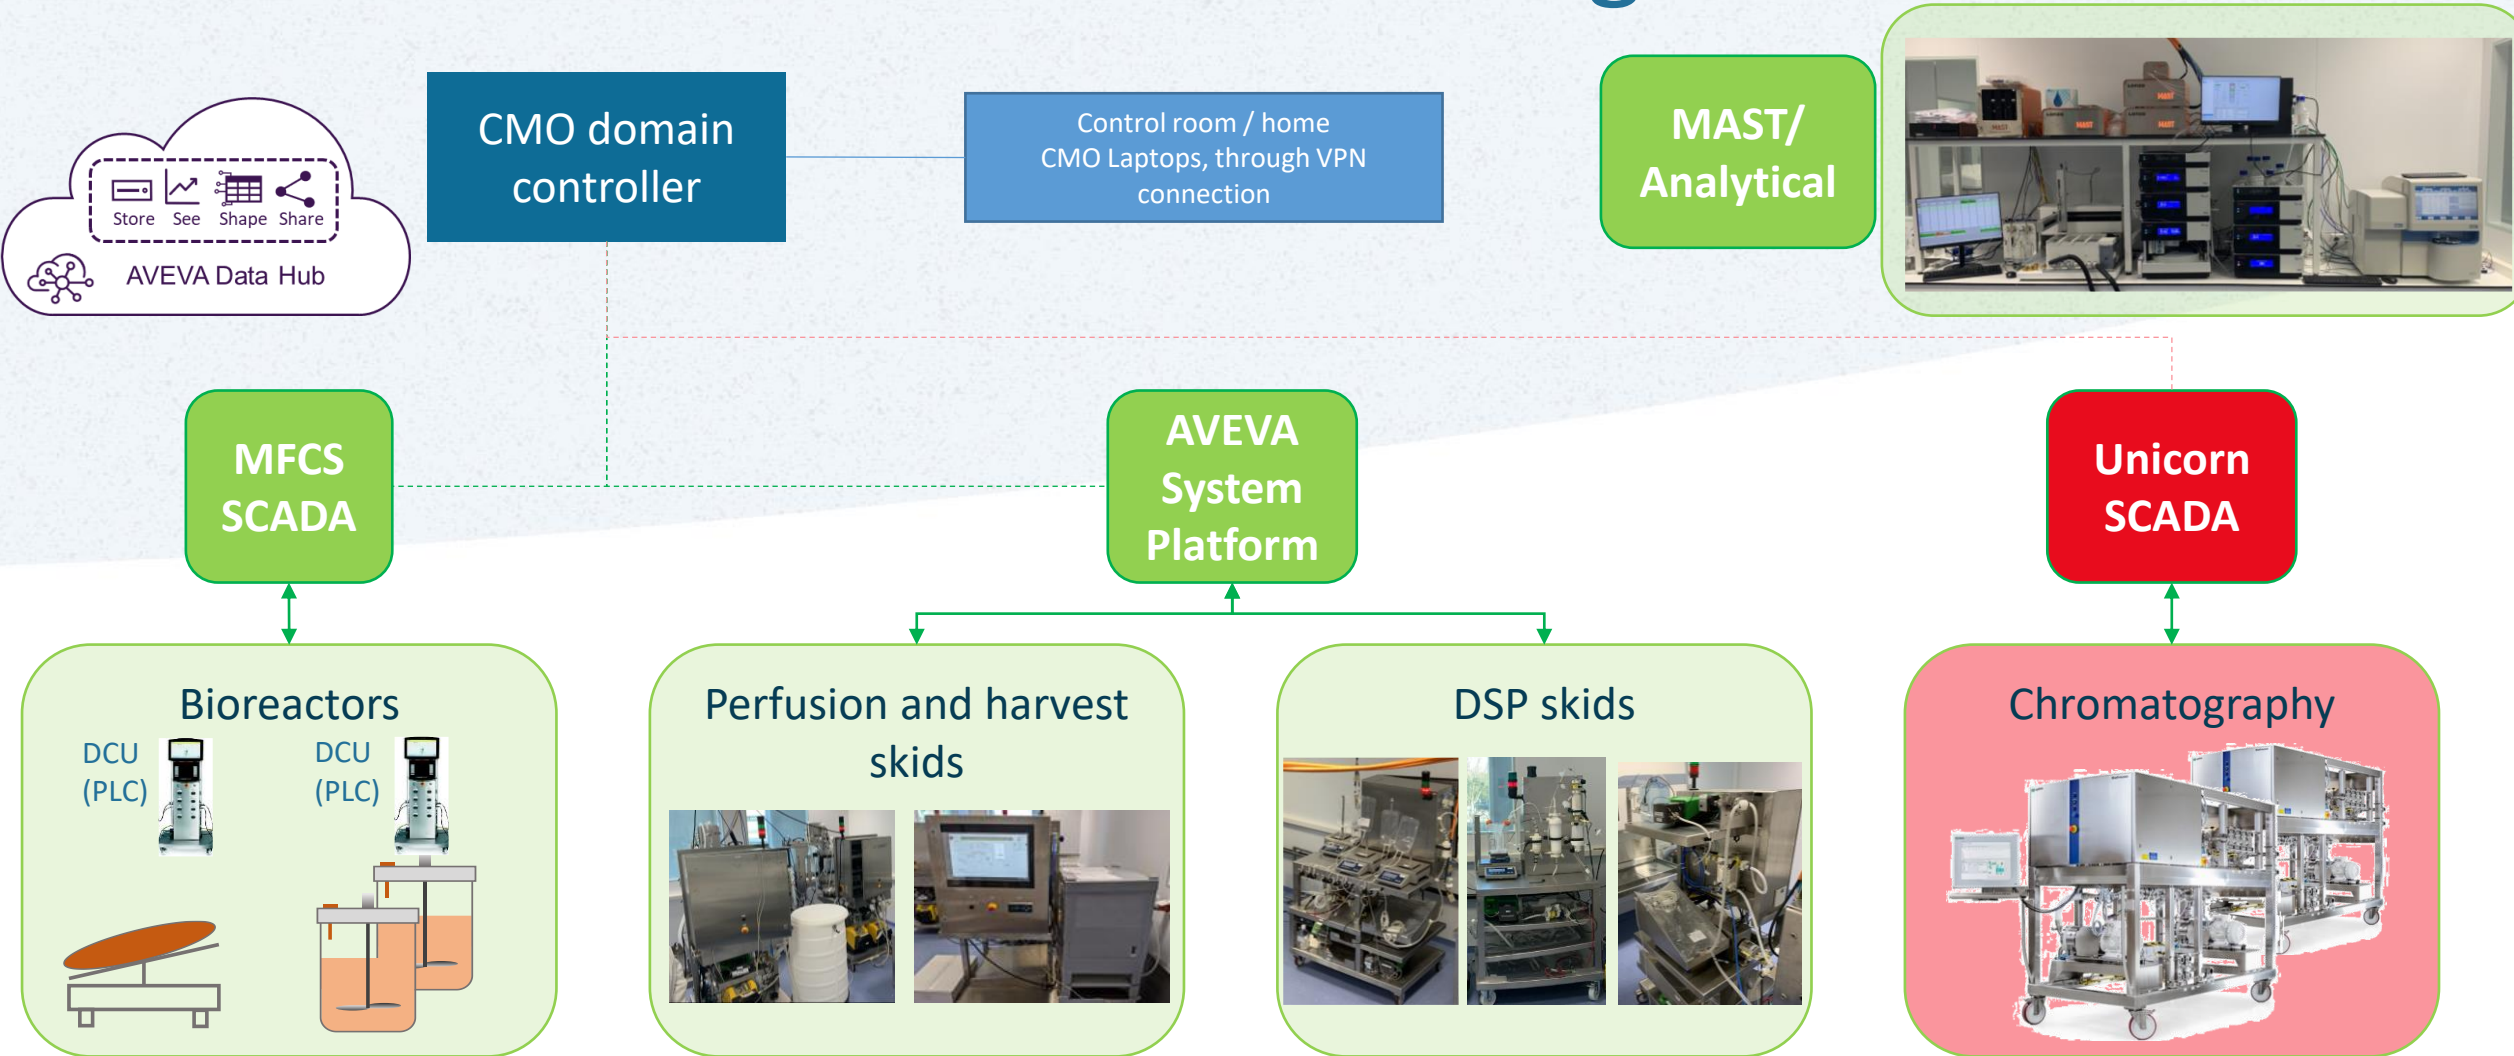 CMO domain
controller
Control room / home
CMO Laptops, through VPN
connection
MAST/
Analytical
Store See Shape Share
AVEVA Data Hub
MFCS
SCADA
AVEVA
System
Platform
Unicorn
SCADA
Bioreactors
DCU
(PLC)
DCU
(PLC)
Perfusion and harvest
skids
DSP skids
Chromatography